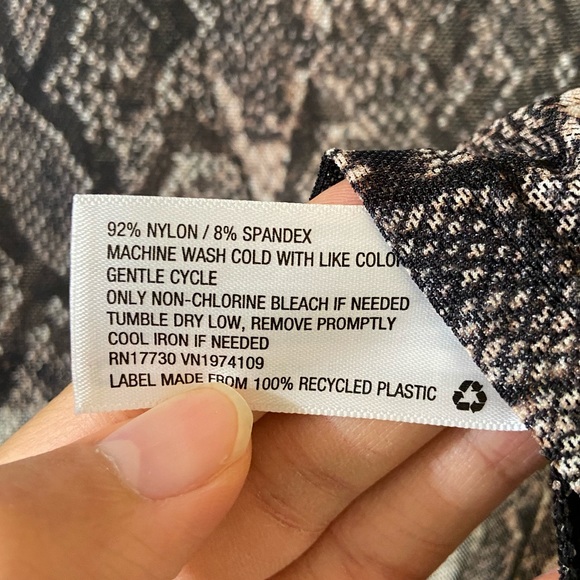 92% NYLON / 8% SPANDEX
MACHINE WASH COLD WITH LIKE COLOR
GENTLE CYCLE
ONLY NON-CHLORINE BLEACH IF NEEDED
TUMBLE DRY LOW, REMOVE PROMPTLY
COOL IRON IF NEEDED
RN17730 VN1974109
LABEL MADE FROM 100% RECYCLED PLASTIC